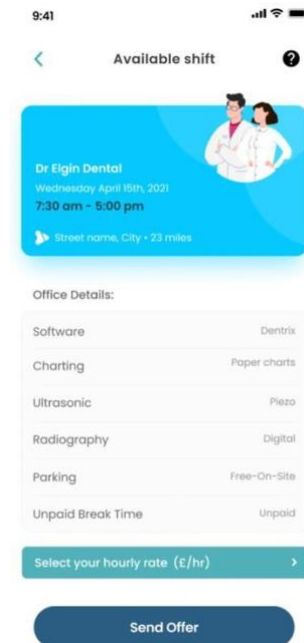 9:41
Available shift
?
Dr Elgin Dental
Wednesday April 15th, 2021
7:30 am - 5:00 pm
Street name, City • 23 miles
Office Details:
Software Dentrix
Charting Paper charts
Ultrasonic Piezo
Radiography Digital
Parking Free-On-Site
Unpaid Break Time Unpaid
Select your hourly rate (£/hr)
Send Offer